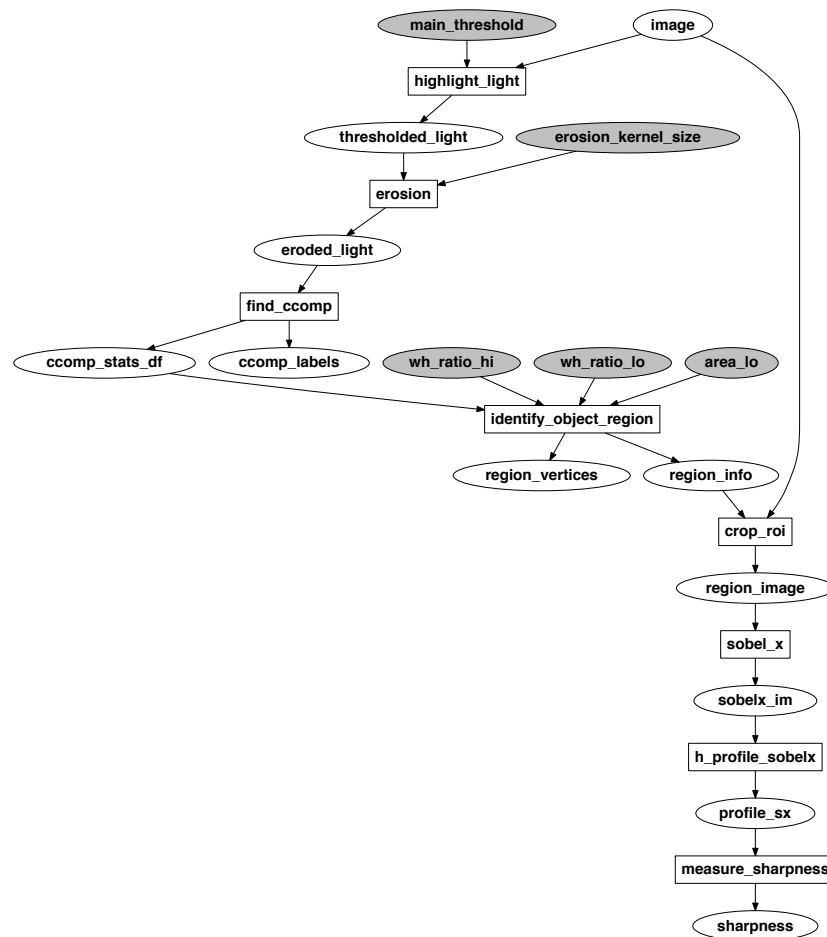 main_threshold
image
highlight_light
thresholded_light
erosion_kernel_size
erosion
eroded_light
find_ccomp
ccomp_stats_df
ccomp_labels
wh_ratio_hi
wh_ratio_lo
area_lo
identify_object_region
region_vertices
region_info
crop_roi
region_image
sobel_x
sobelx_im
h_profile_sobelx
profile_sx
measure_sharpness
sharpness